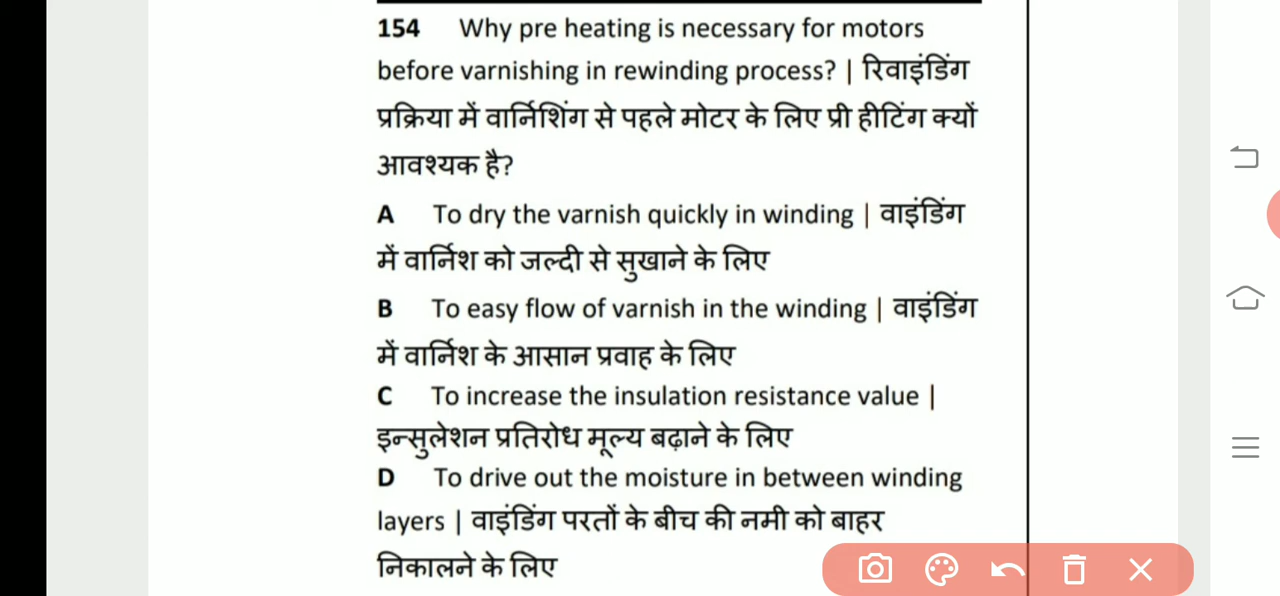 154 Why pre heating is necessary for motors
before varnishing in rewinding process? | रिवाइंडिंग
प्रक्रिया में वार्निशिंग से पहले मोटर के लिए प्री हीटिंग क्यों
आवश्यक है?
A To dry the varnish quickly in winding | वाइंडिंग
में वार्निश को जल्दी से सुखाने के लिए
B To easy flow of varnish in the winding | वाइंडिंग
में वार्निश के आसान प्रवाह के लिए
C To increase the insulation resistance value |
इन्सुलेशन प्रतिरोध मूल्य बढ़ाने के लिए
D To drive out the moisture in between winding
layers | वाइंडिंग परतों के बीच की नमी को बाहर
निकालने के लिए